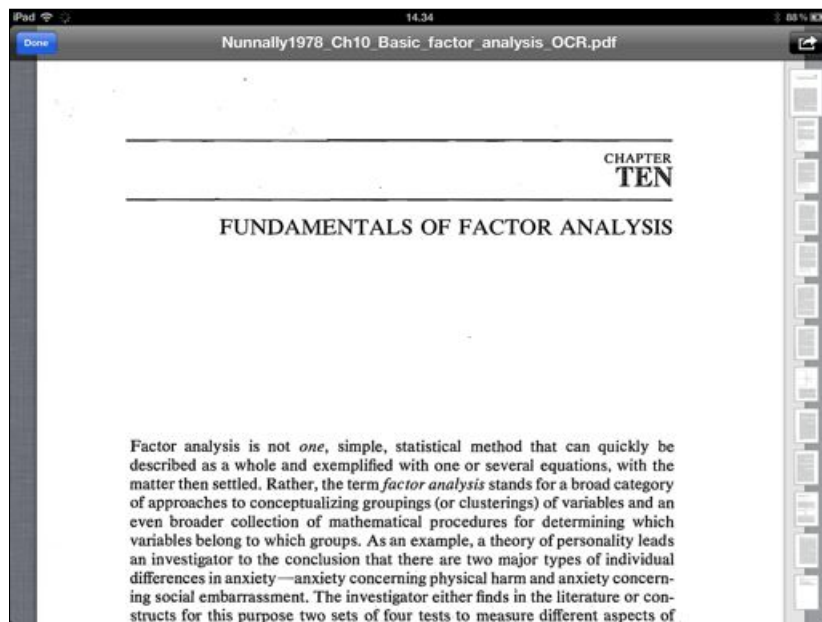 iPad
14.34
88 %
Done
Nunnally1978_Ch10_Basic_factor_analysis_OCR.pdf
CHAPTER
TEN
FUNDAMENTALS OF FACTOR ANALYSIS
Factor analysis is not one, simple, statistical method that can quickly be
described as a whole and exemplified with one or several equations, with the
matter then settled. Rather, the term factor analysis stands for a broad category
of approaches to conceptualizing groupings (or clusterings) of variables and an
even broader collection of mathematical procedures for determining which
variables belong to which groups. As an example, a theory of personality leads
an investigator to the conclusion that there are two major types of individual
differences in anxiety—anxiety concerning physical harm and anxiety concern-
ing social embarrassment. The investigator either finds in the literature or con-
structs for this purpose two sets of four tests to measure different aspects of